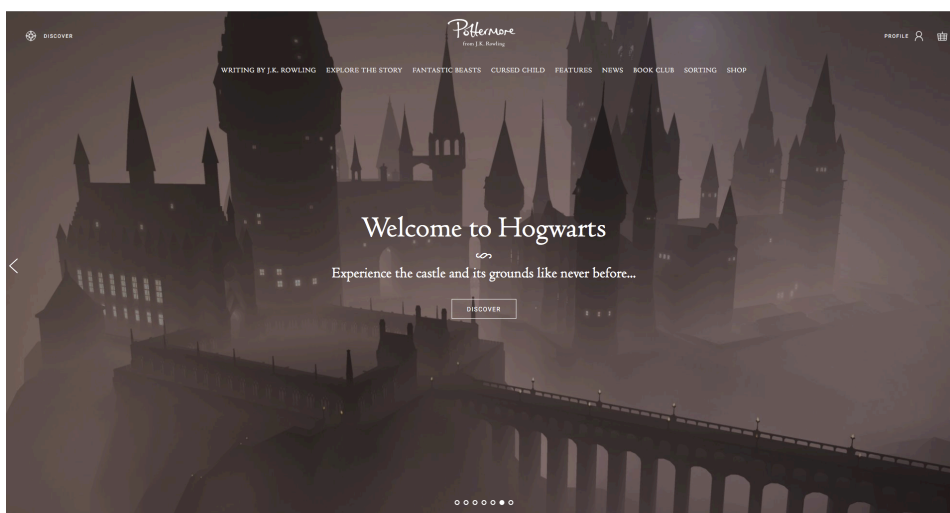 DISCOVER
Pottermore
from J.K. Rowling
PROFILE
WRITING BY J.K. ROWLING EXPLORE THE STORY FANTASTIC BEASTS CURSED CHILD FEATURES NEWS BOOK CLUB SORTING SHOP
Welcome to Hogwarts
Experience the castle and its grounds like never before...
DISCOVER